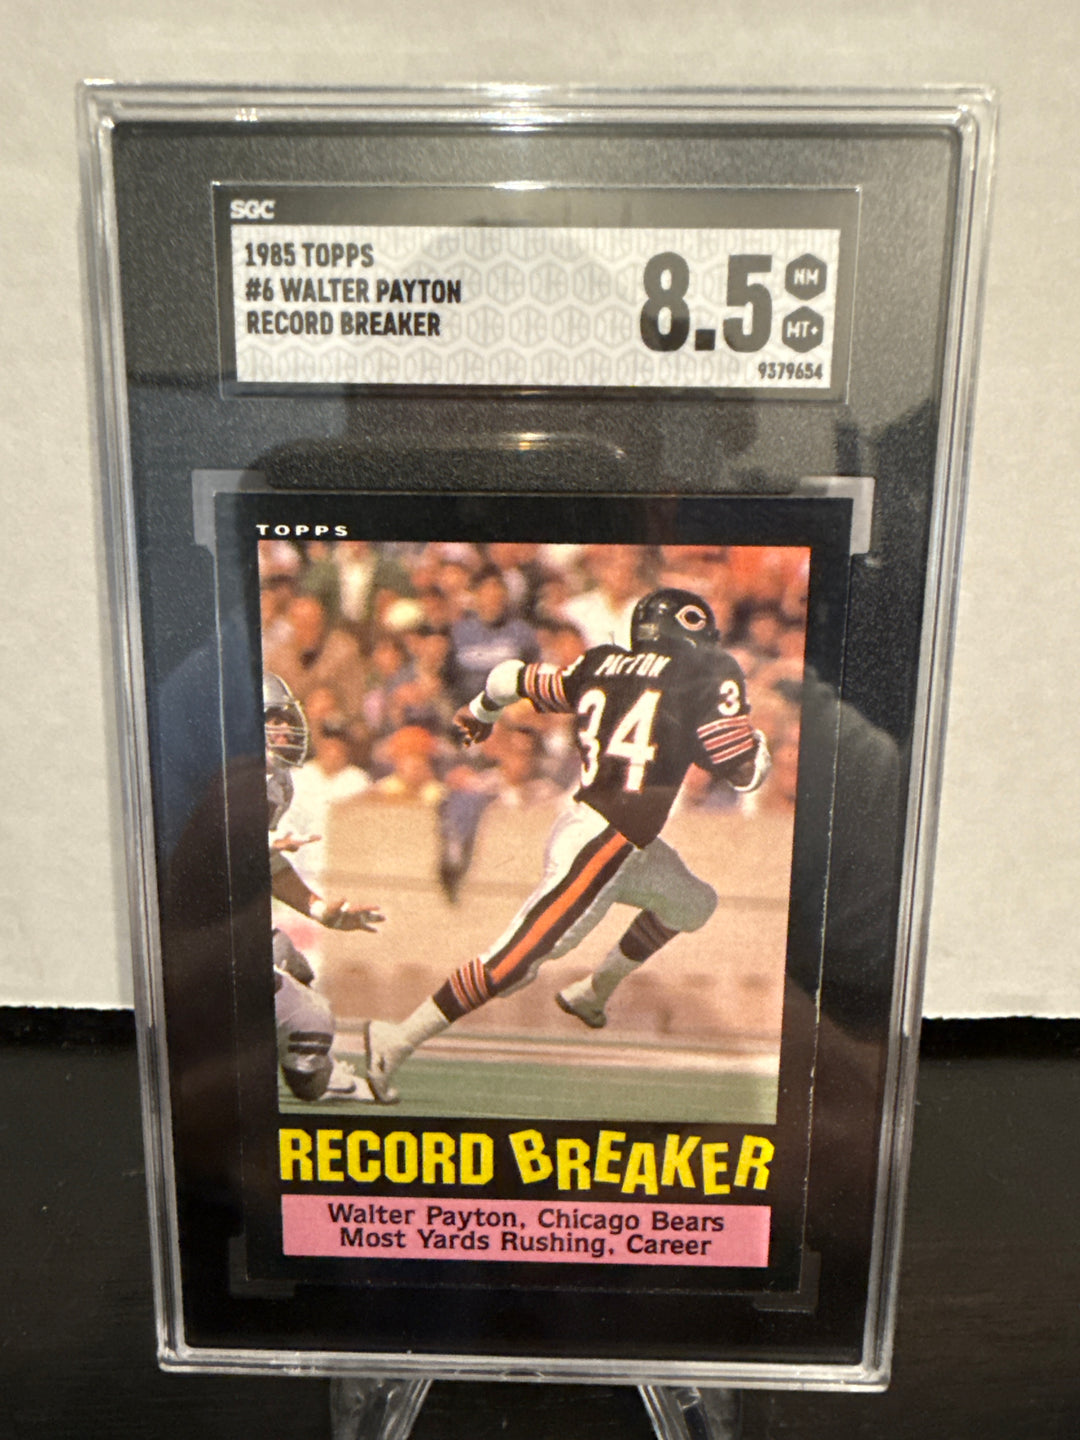 SGC
1985 TOPPS
#6 WALTER PAYTON
RECORD BREAKER
8.5
NM
MT+
9379654
TOPPS
PAYTON
34
3
RECORD BREAKER
Walter Payton, Chicago Bears
Most Yards Rushing, Career